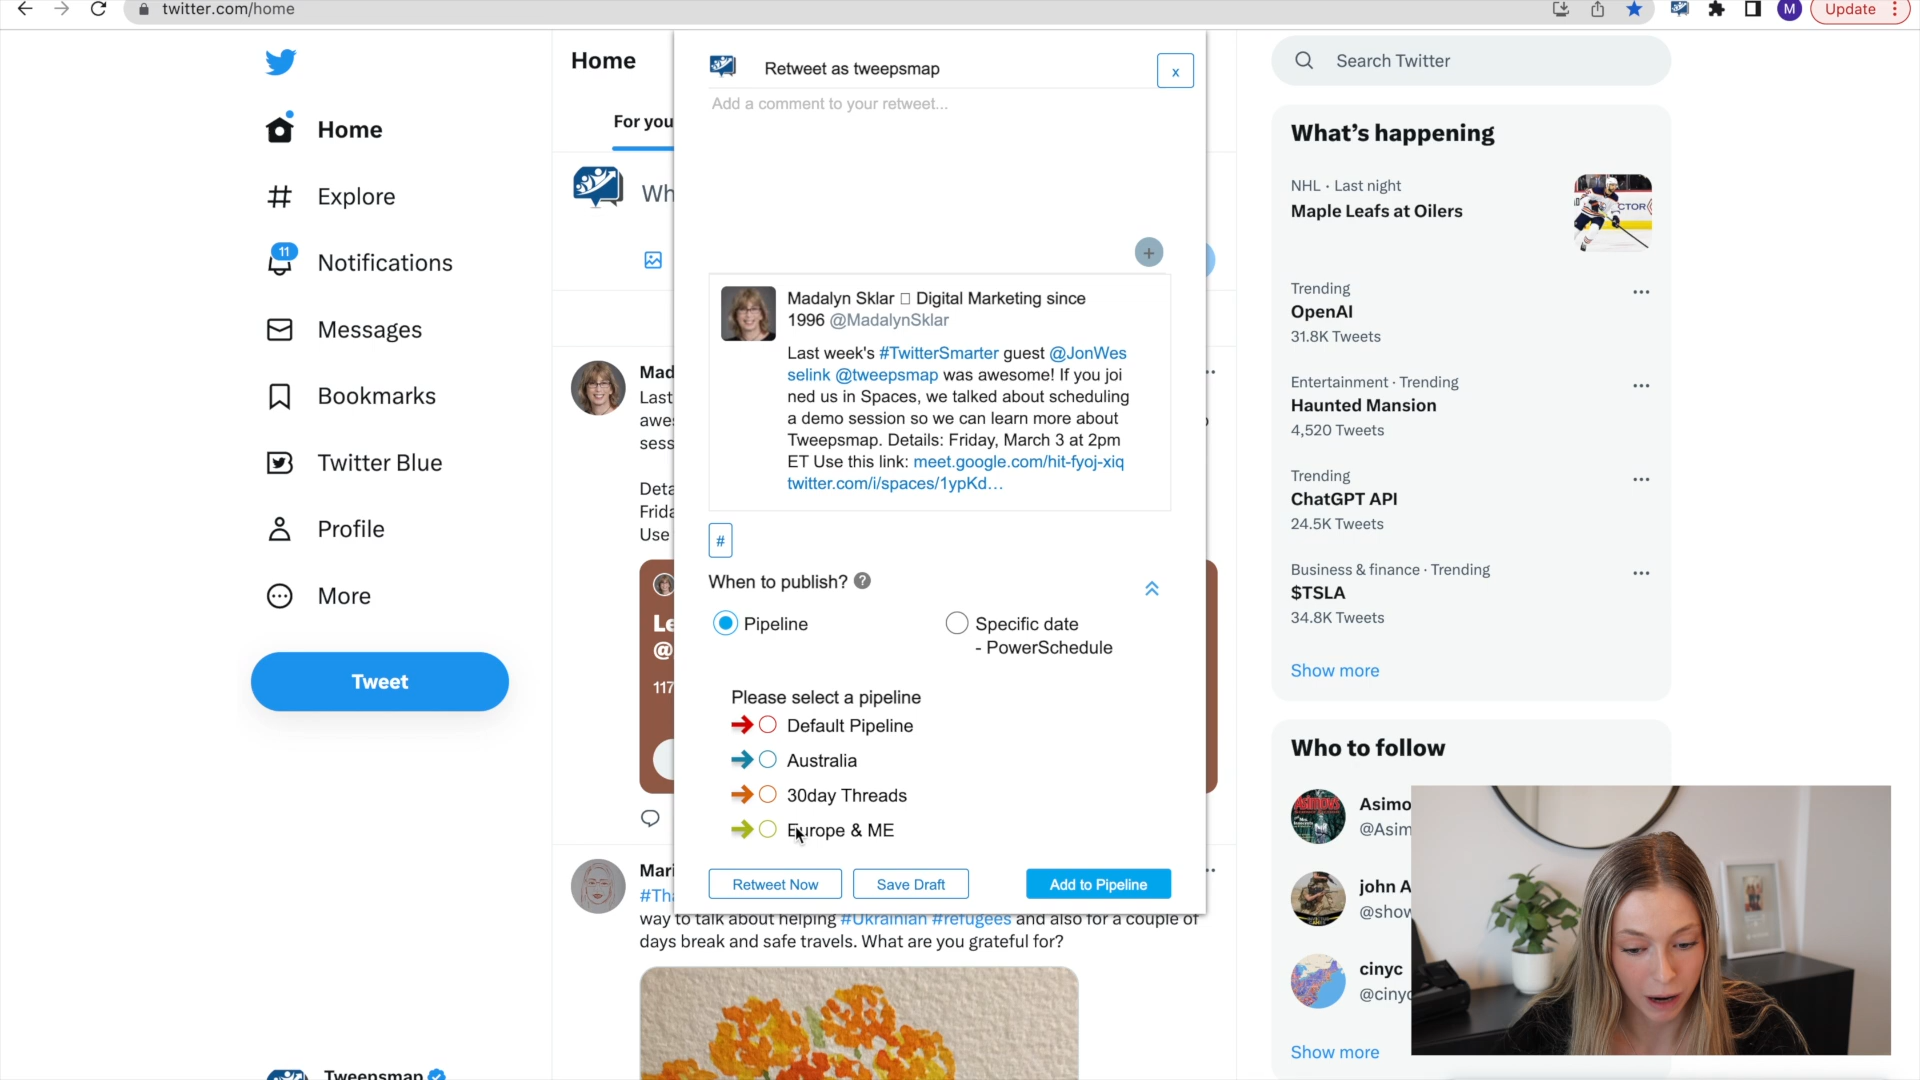 twitter.com/home
M
Update
Home
Explore
11
Notifications
Messages
Bookmarks
Twitter Blue
Profile
More
Tweet
Tweepsmap
Home
For you
Wh
Mad
Last
awe
sess
Deta
Frida
Use
Le
@
117
Mari
#Tha
way to talk about helping #Ukrainian #refugees and also for a couple of
days break and safe travels. What are you grateful for?
Retweet as tweepsmap
x
Add a comment to your retweet...
+
Madalyn Sklar Digital Marketing since
1996 @MadalynSklar
Last week's #TwitterSmarter guest @JonWes
selink @tweepsmap was awesome! If you joi
ned us in Spaces, we talked about scheduling
a demo session so we can learn more about
Tweepsmap. Details: Friday, March 3 at 2pm
ET Use this link: meet.google.com/hit-fyoj-xiq
twitter.com/i/spaces/1ypKd…
#
When to publish? ?
Pipeline
Specific date
- PowerSchedule
Please select a pipeline
Default Pipeline
Australia
30day Threads
Europe & ME
Retweet Now
Save Draft
Add to Pipeline
Search Twitter
What's happening
NHL · Last night
Maple Leafs at Oilers
Trending
OpenAI
31.8K Tweets
Entertainment · Trending
Haunted Mansion
4,520 Tweets
Trending
ChatGPT API
24.5K Tweets
Business & finance · Trending
$TSLA
34.8K Tweets
Show more
Who to follow
Asimo
@Asim
john A
@show
cinyc
@cinyc
Show more